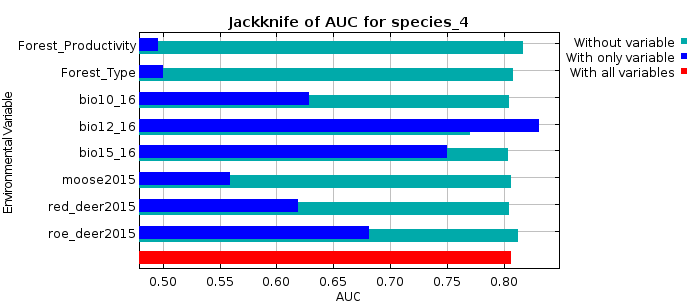 Jackknife of AUC for species_4
Environmental Variable
Forest_Productivity
Forest_Type
bio10_16
bio12_16
bio15_16
moose2015
red_deer2015
roe_deer2015
0.50 0.55 0.60 0.65 0.70 0.75 0.80
AUC
Without variable
With only variable
With all variables